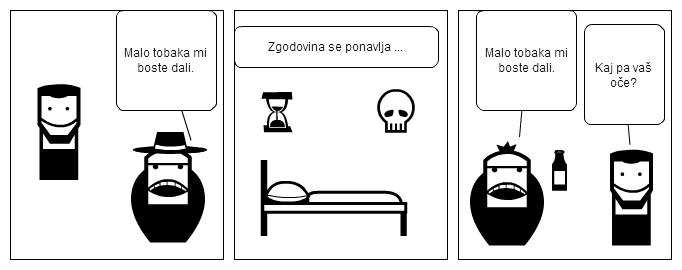 Malo tobaka mi
boste dali.
Zgodovina se ponavlja ...
Malo tobaka mi
boste dali.
Kaj pa vaš
oče?